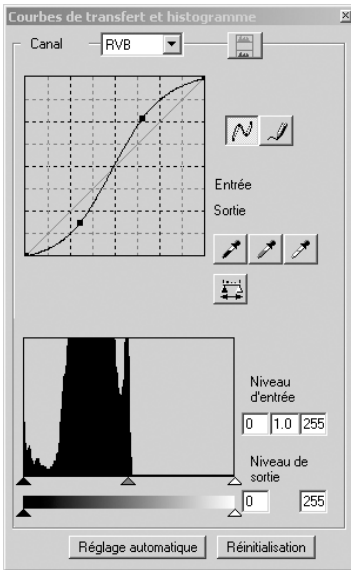 Courbes de transfert et histogramme
Canal RVB
Entrée
Sortie
Niveau
d'entrée
0 1.0 255
Niveau de
sortie
0 255
Réglage automatique Réinitialisation